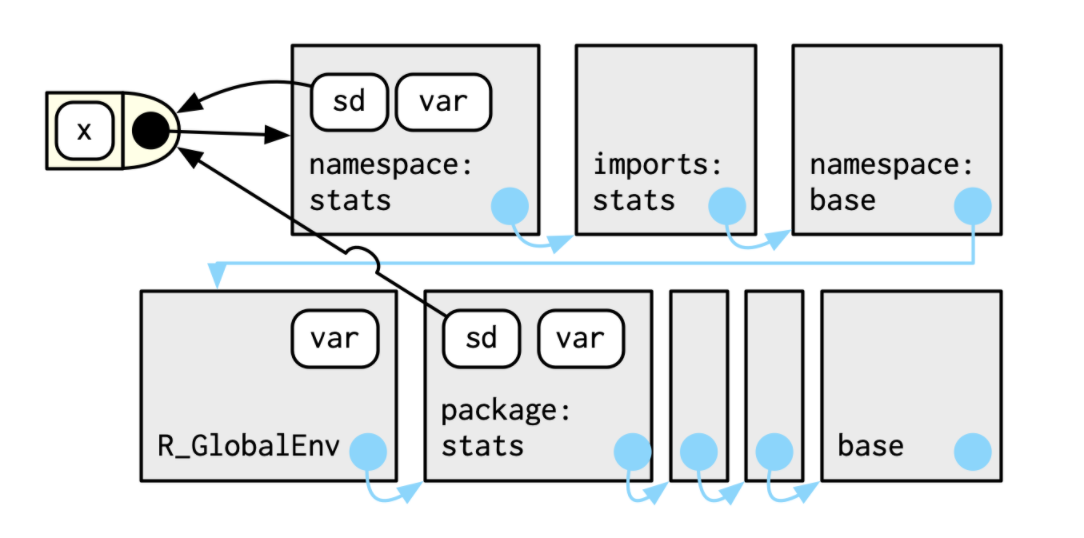 x
sd var
namespace:
stats
imports:
stats
namespace:
base
var
R_GlobalEnv
sd var
package:
stats
base